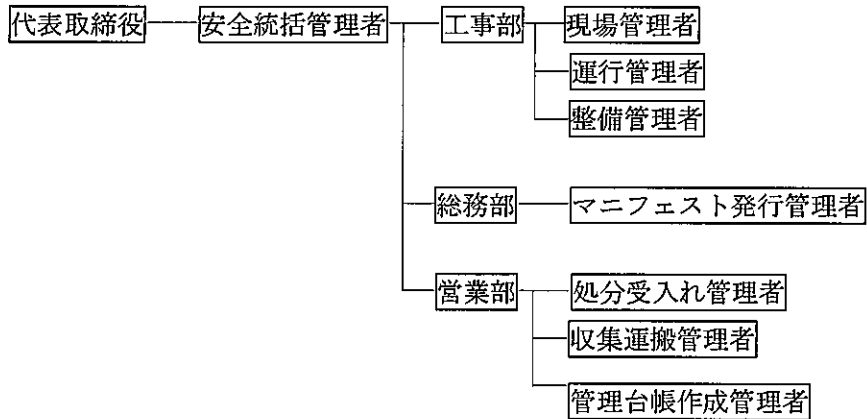 代表取締役 安全統括管理者 工事部 現場管理者
運行管理者
整備管理者
総務部 マニフェスト発行管理者
営業部 処分受入れ管理者
収集運搬管理者
管理台帳作成管理者